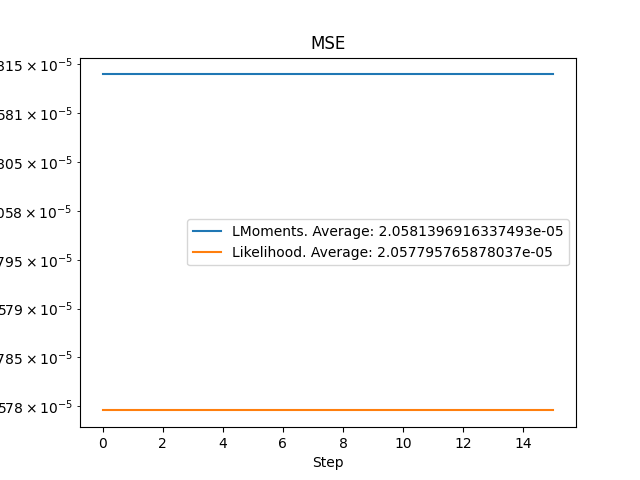 MSE
815 × 10⁻⁵
581 × 10⁻⁵
805 × 10⁻⁵
058 × 10⁻⁵
795 × 10⁻⁵
579 × 10⁻⁵
785 × 10⁻⁵
578 × 10⁻⁵
LMoments. Average: 2.0581396916337493e-05
Likelihood. Average: 2.057795765878037e-05
0 2 4 6 8 10 12 14
Step